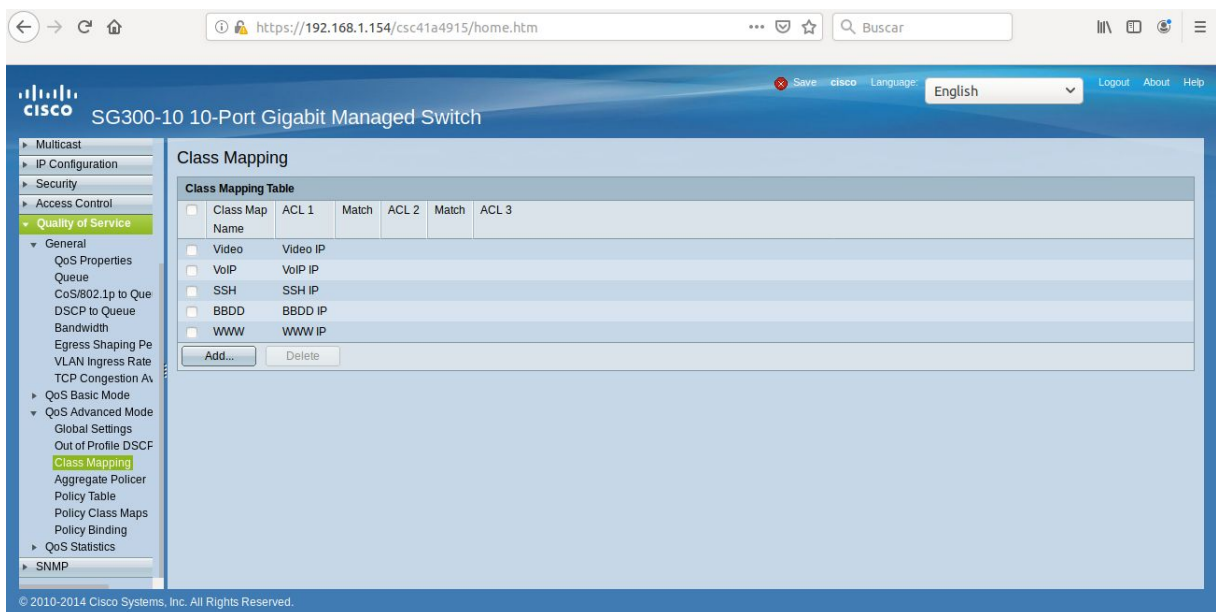 https://192.168.1.154/csc41a4915/home.htm
Buscar
Save cisco Language: English Logout About Help
CISCO
SG300-10 10-Port Gigabit Managed Switch
Multicast
IP Configuration
Security
Access Control
Quality of Service
General
QoS Properties
Queue
CoS/802.1p to Que
DSCP to Queue
Bandwidth
Egress Shaping Pe
VLAN Ingress Rate
TCP Congestion Av
QoS Basic Mode
QoS Advanced Mode
Global Settings
Out of Profile DSCP
Class Mapping
Aggregate Policer
Policy Table
Policy Class Maps
Policy Binding
QoS Statistics
SNMP
Class Mapping
Class Mapping Table
Class Map Name ACL 1 Match ACL 2 Match ACL 3
Video Video IP
VoIP VoIP IP
SSH SSH IP
BBDD BBDD IP
WWW WWW IP
Add... Delete
© 2010-2014 Cisco Systems, Inc. All Rights Reserved.